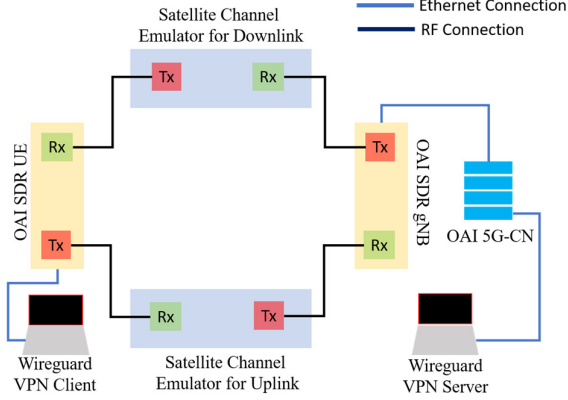 Satellite Channel
Emulator for Downlink
Ethernet Connection
RF Connection
Tx
Rx
Rx
Tx
OAI SDR UE
OAI SDR gNB
Tx
Rx
OAI 5G-CN
Rx
Tx
Wireguard
VPN Client
Satellite Channel
Emulator for Uplink
Wireguard
VPN Server